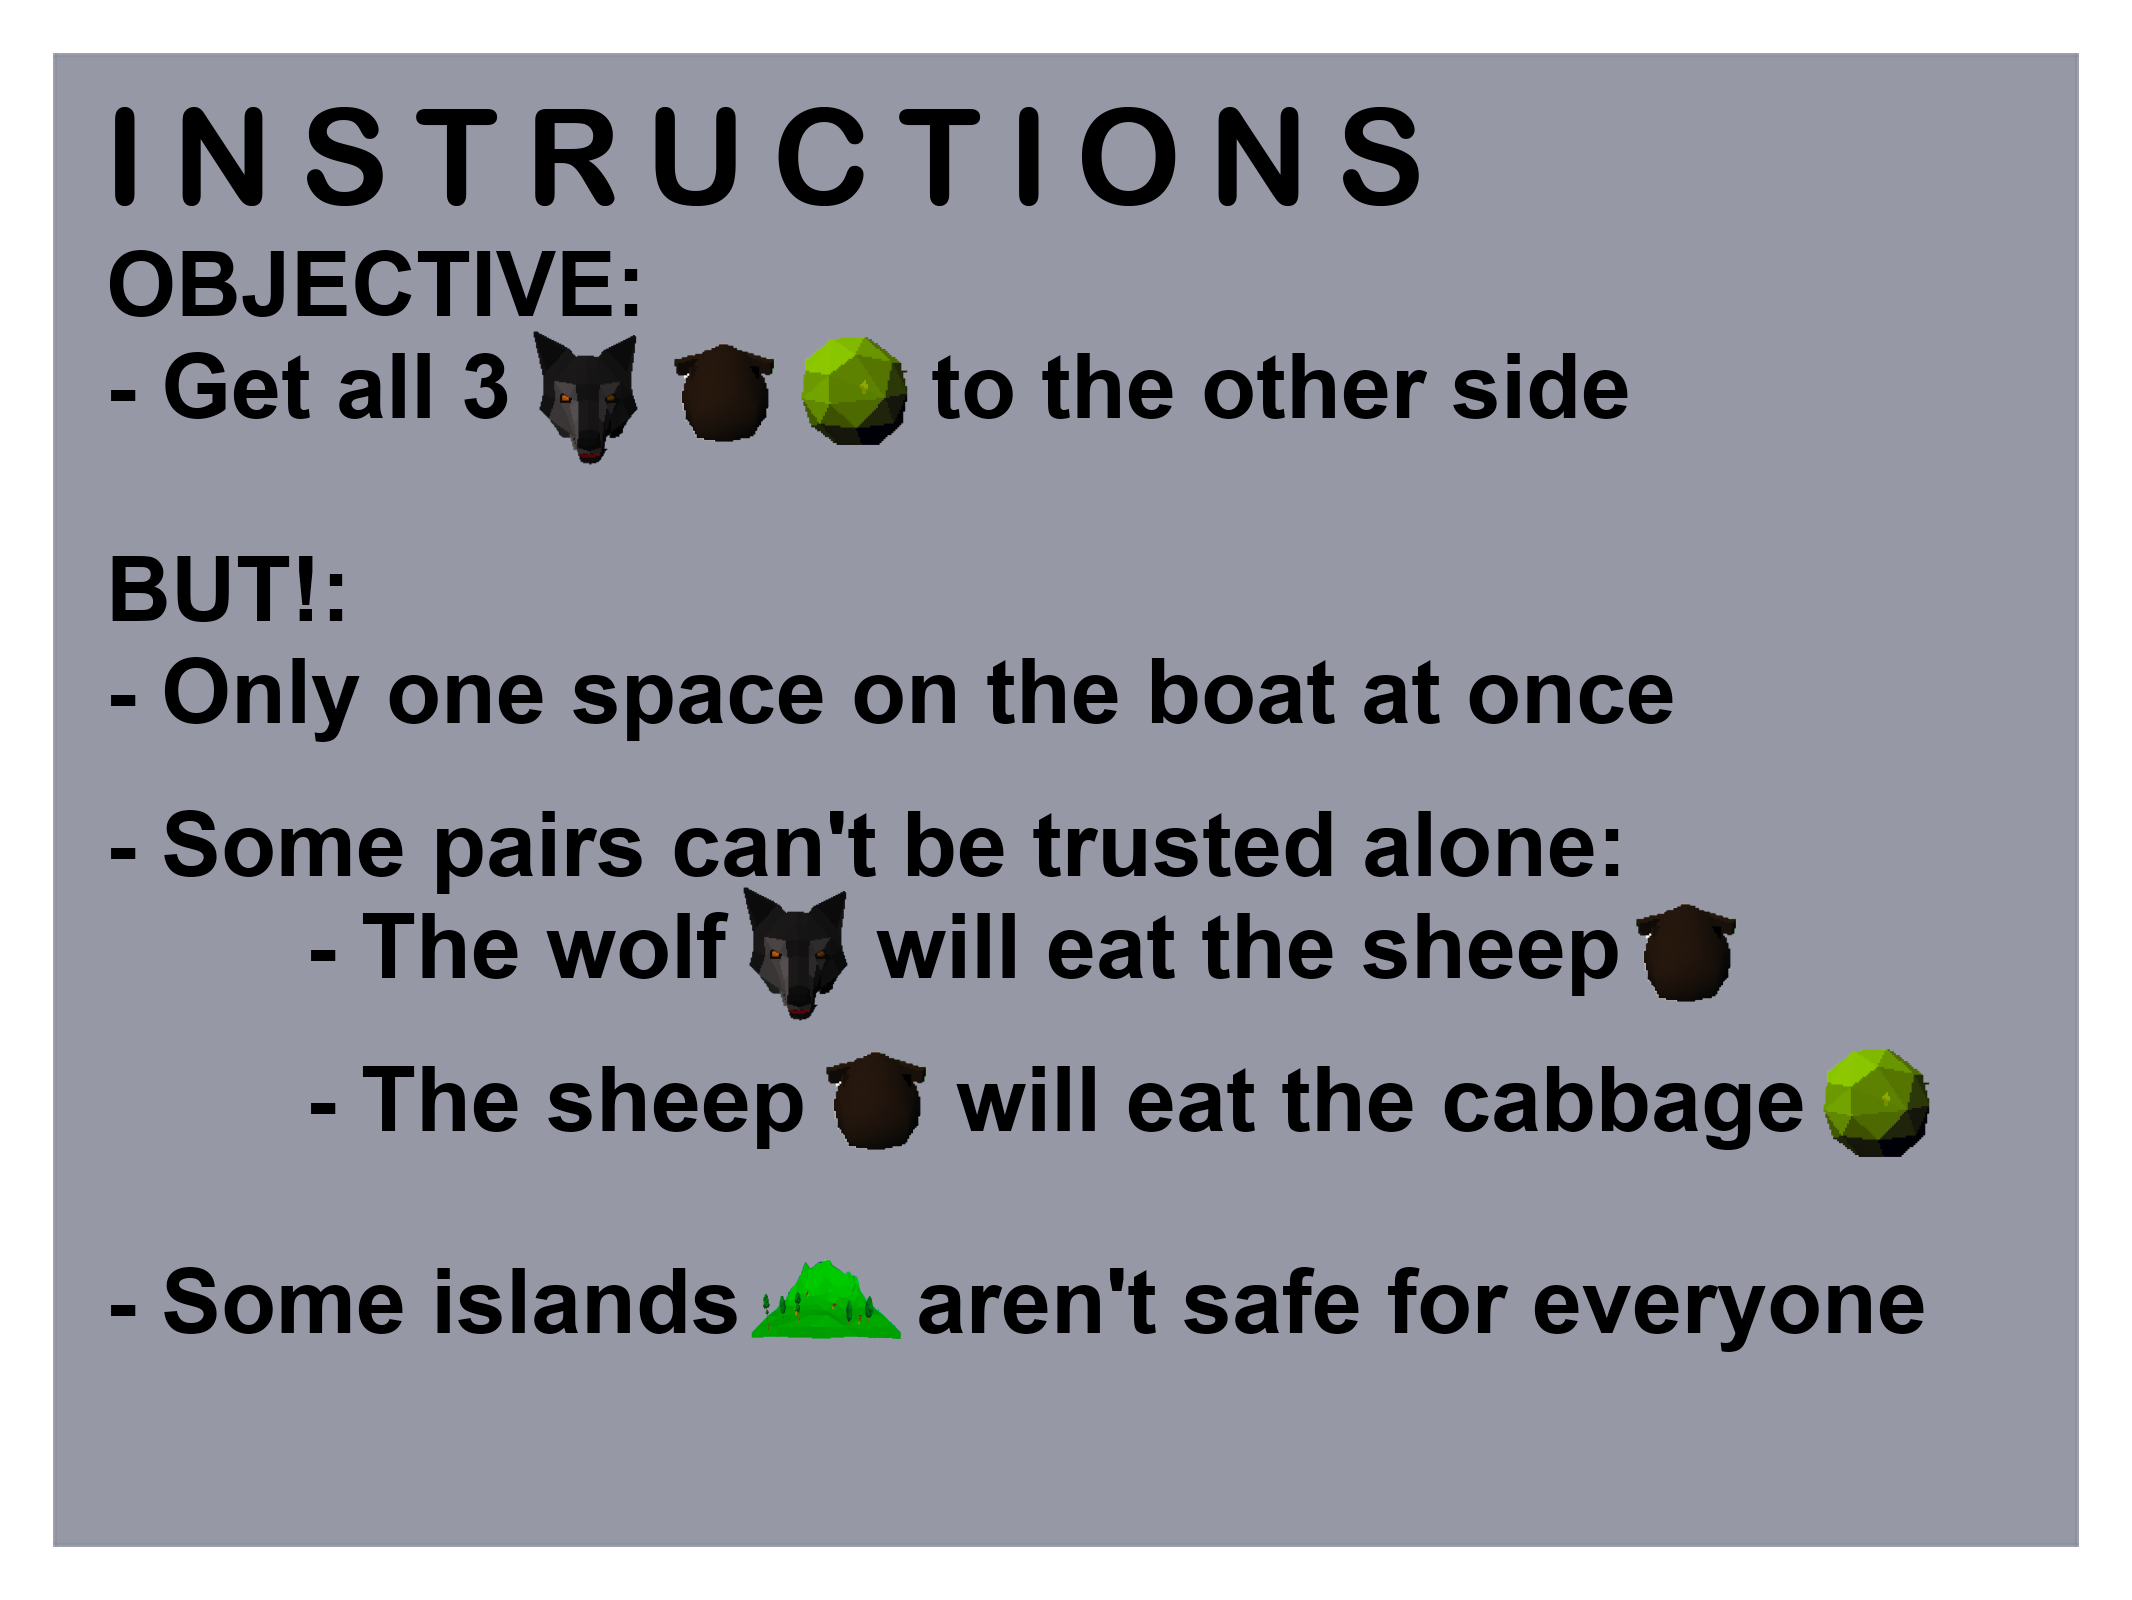 INSTRUCTIONS
OBJECTIVE:
- Get all 3 to the other side
BUT!:
- Only one space on the boat at once
- Some pairs can't be trusted alone:
- The wolf will eat the sheep
- The sheep will eat the cabbage
- Some islands aren't safe for everyone